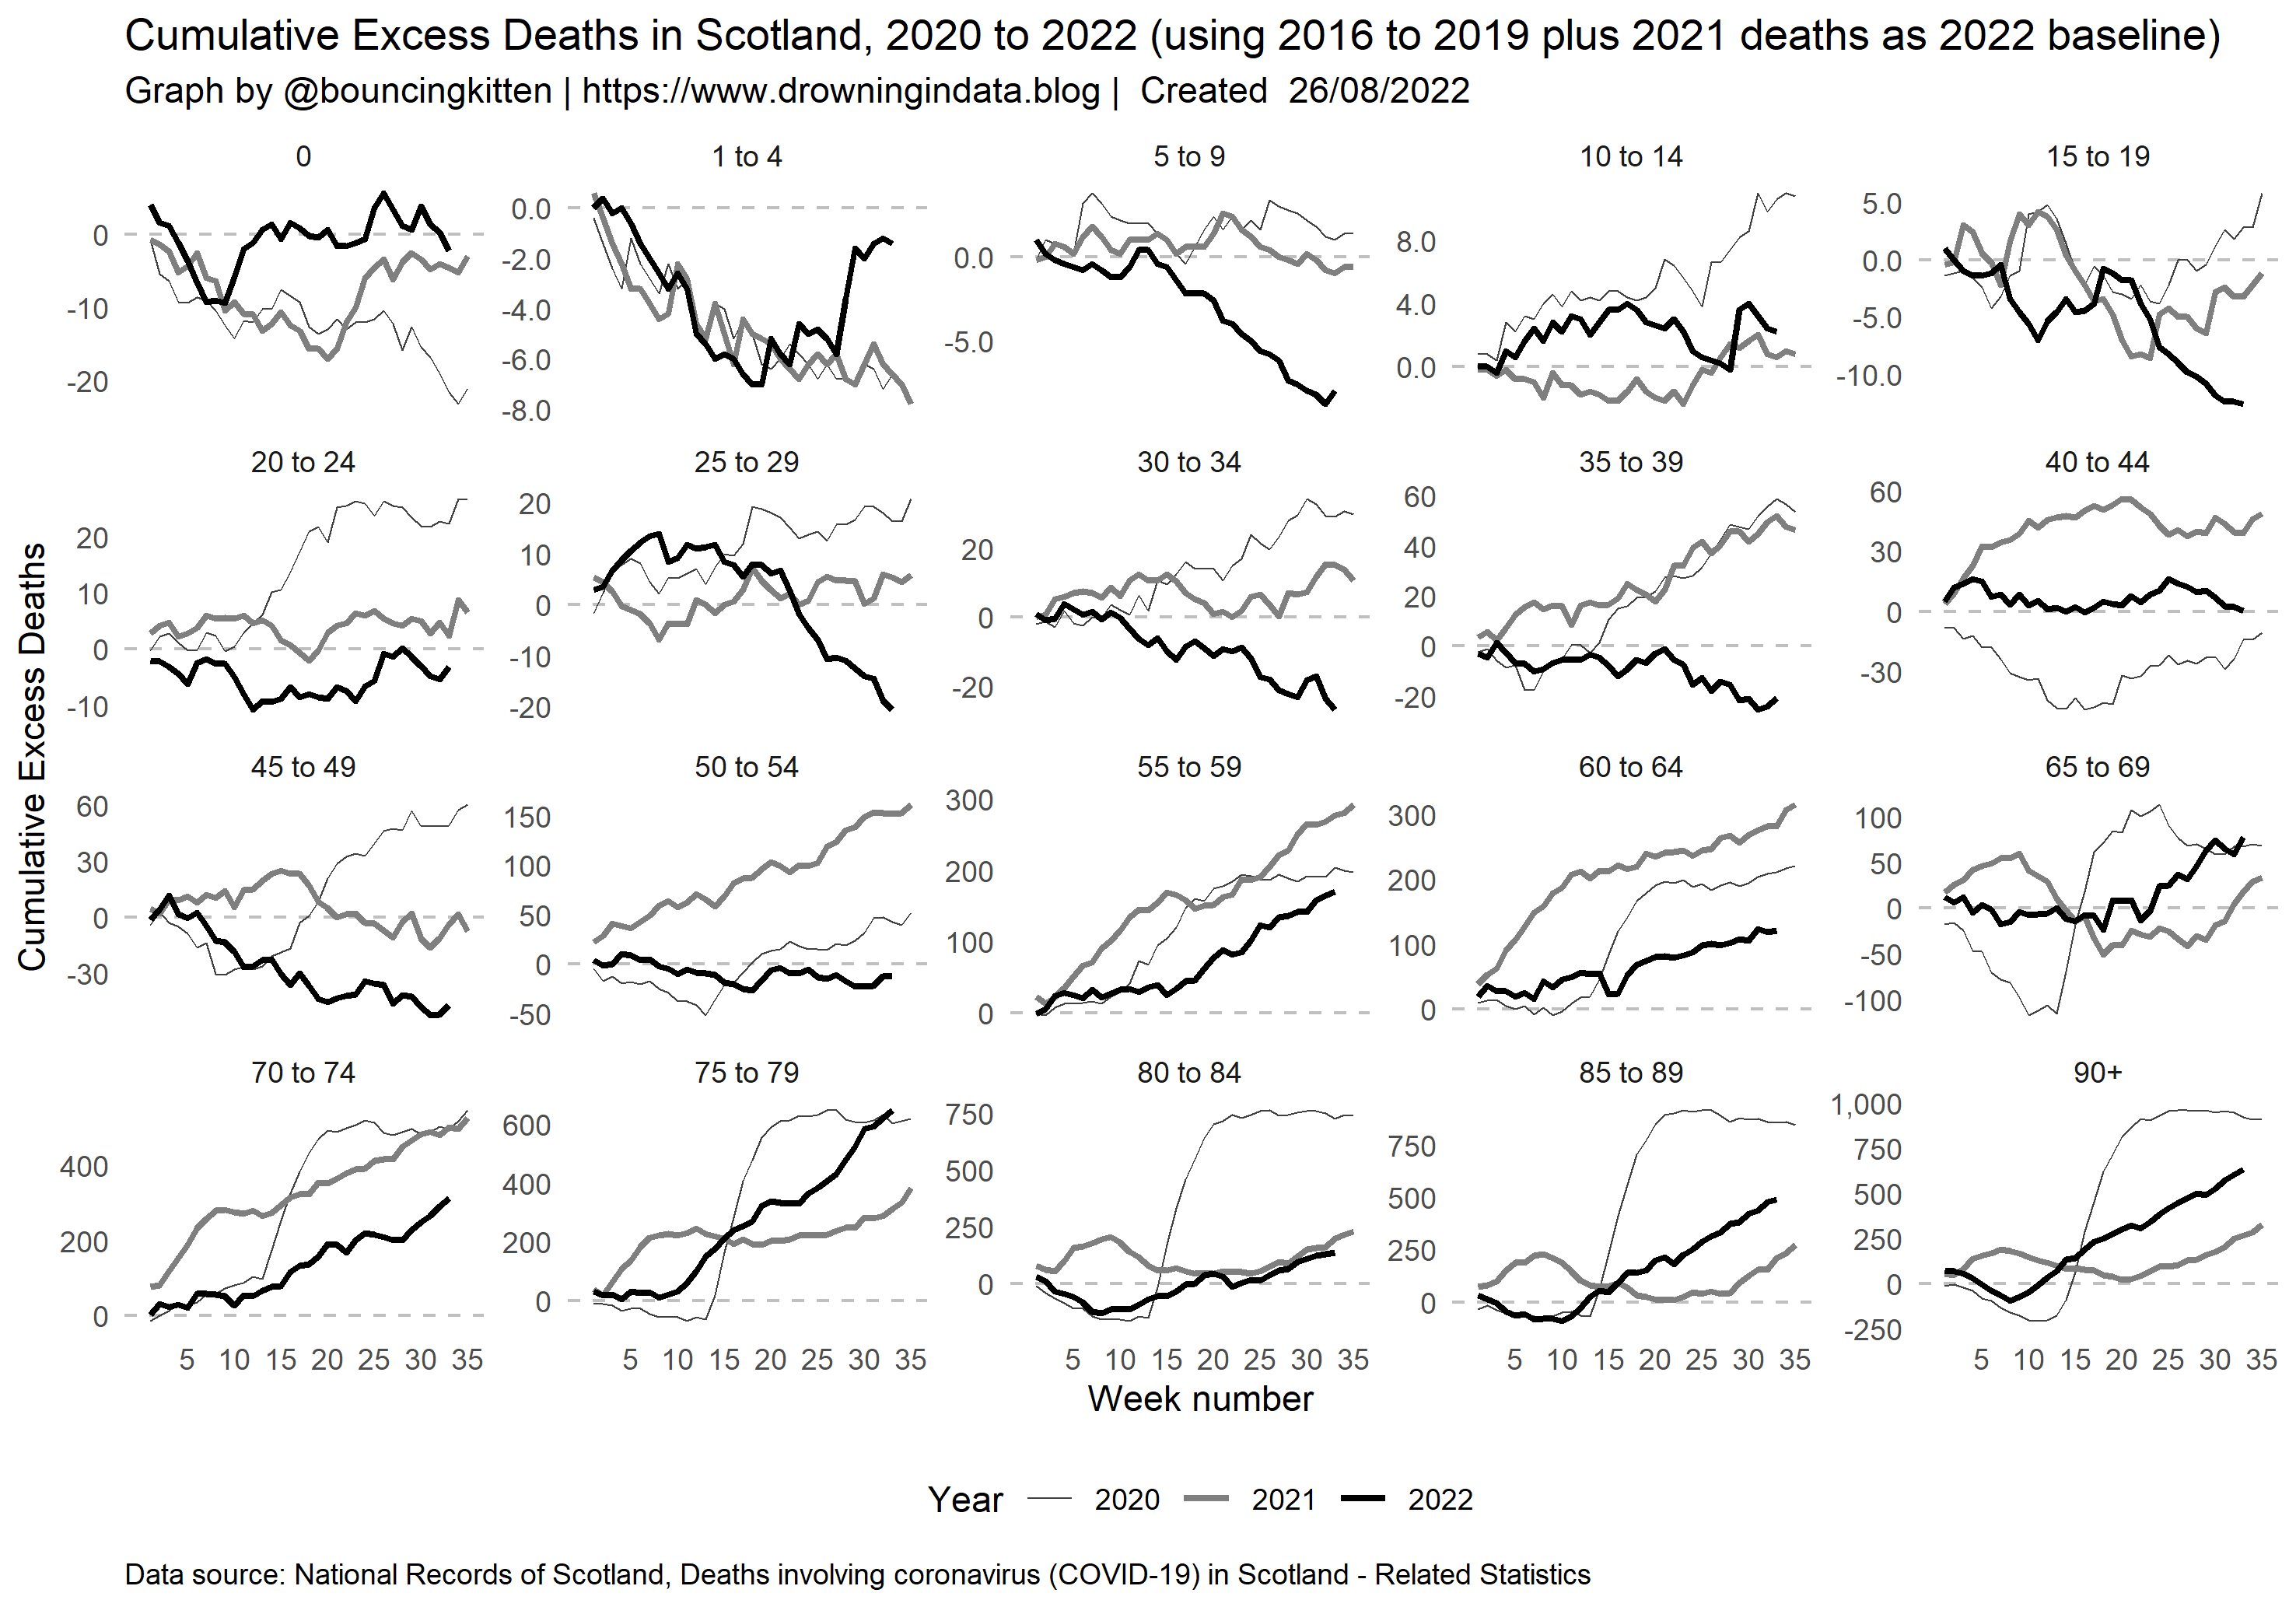 Cumulative Excess Deaths in Scotland, 2020 to 2022 (using 2016 to 2019 plus 2021 deaths as 2022 baseline)
Graph by @bouncingkitten | https://www.drowningindata.blog |  Created  26/08/2022
Cumulative Excess Deaths
0
0
-10
-20
1 to 4
0.0
-2.0
-4.0
-6.0
-8.0
5 to 9
0.0
-5.0
10 to 14
8.0
4.0
0.0
15 to 19
5.0
0.0
-5.0
-10.0
20 to 24
20
10
0
-10
25 to 29
20
10
0
-10
-20
30 to 34
20
0
-20
35 to 39
60
40
20
0
-20
40 to 44
60
30
0
-30
45 to 49
60
30
0
-30
50 to 54
150
100
50
0
-50
55 to 59
300
200
100
0
60 to 64
300
200
100
0
65 to 69
100
50
0
-50
-100
70 to 74
400
200
0
5 10 15 20 25 30 35
75 to 79
600
400
200
0
5 10 15 20 25 30 35
80 to 84
750
500
250
0
5 10 15 20 25 30 35
85 to 89
750
500
250
0
5 10 15 20 25 30 35
90+
1,000
750
500
250
0
-250
5 10 15 20 25 30 35
Week number
Year 2020 2021 2022
Data source: National Records of Scotland, Deaths involving coronavirus (COVID-19) in Scotland - Related Statistics